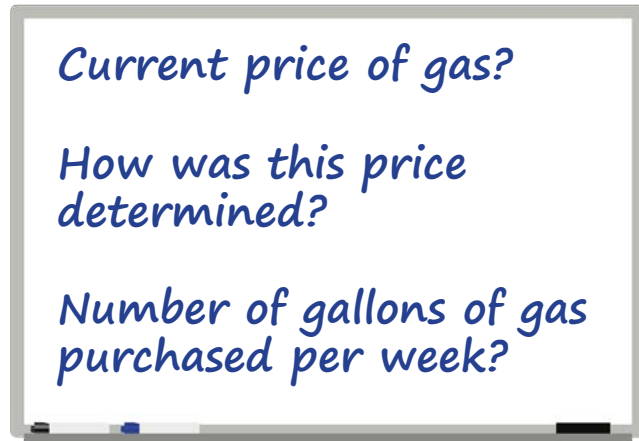 Current price of gas?
How was this price
determined?
Number of gallons of gas
purchased per week?